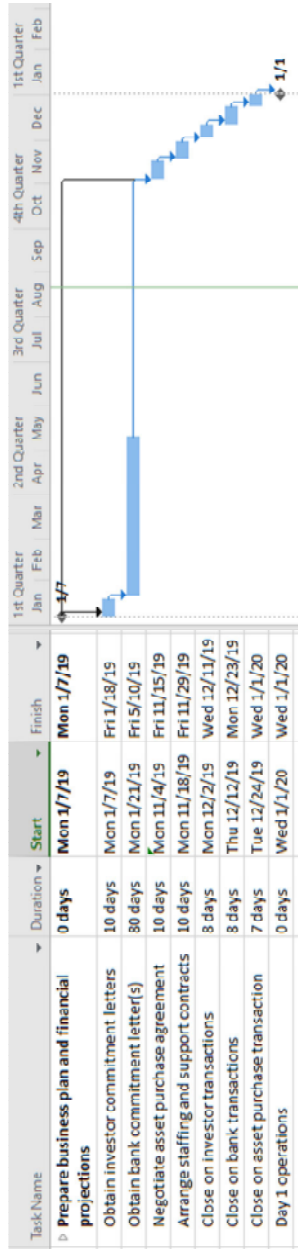 Task Name Duration Start Finish
Prepare business plan and financial projections 0 days Mon 1/7/19 Mon 1/7/19
Obtain investor commitment letters 10 days Mon 1/7/19 Fri 1/18/19
Obtain bank commitment letter(s) 80 days Mon 1/21/19 Fri 5/10/19
Negotiate asset purchase agreement 10 days Mon 11/4/19 Fri 11/15/19
Arrange staffing and support contracts 10 days Mon 11/18/19 Fri 11/29/19
Close on investor transactions 8 days Mon 12/2/19 Wed 12/11/19
Close on bank transactions 8 days Thu 12/12/19 Mon 12/23/19
Close on asset purchase transaction 7 days Tue 12/24/19 Wed 1/1/20
Day 1 operations 0 days Wed 1/1/20 Wed 1/1/20
1st Quarter 2nd Quarter 3rd Quarter 4th Quarter 1st Quarter
Jan Feb Mar Apr May Jun Jul Aug Sep Oct Nov Dec Jan Feb
1/7
1/1